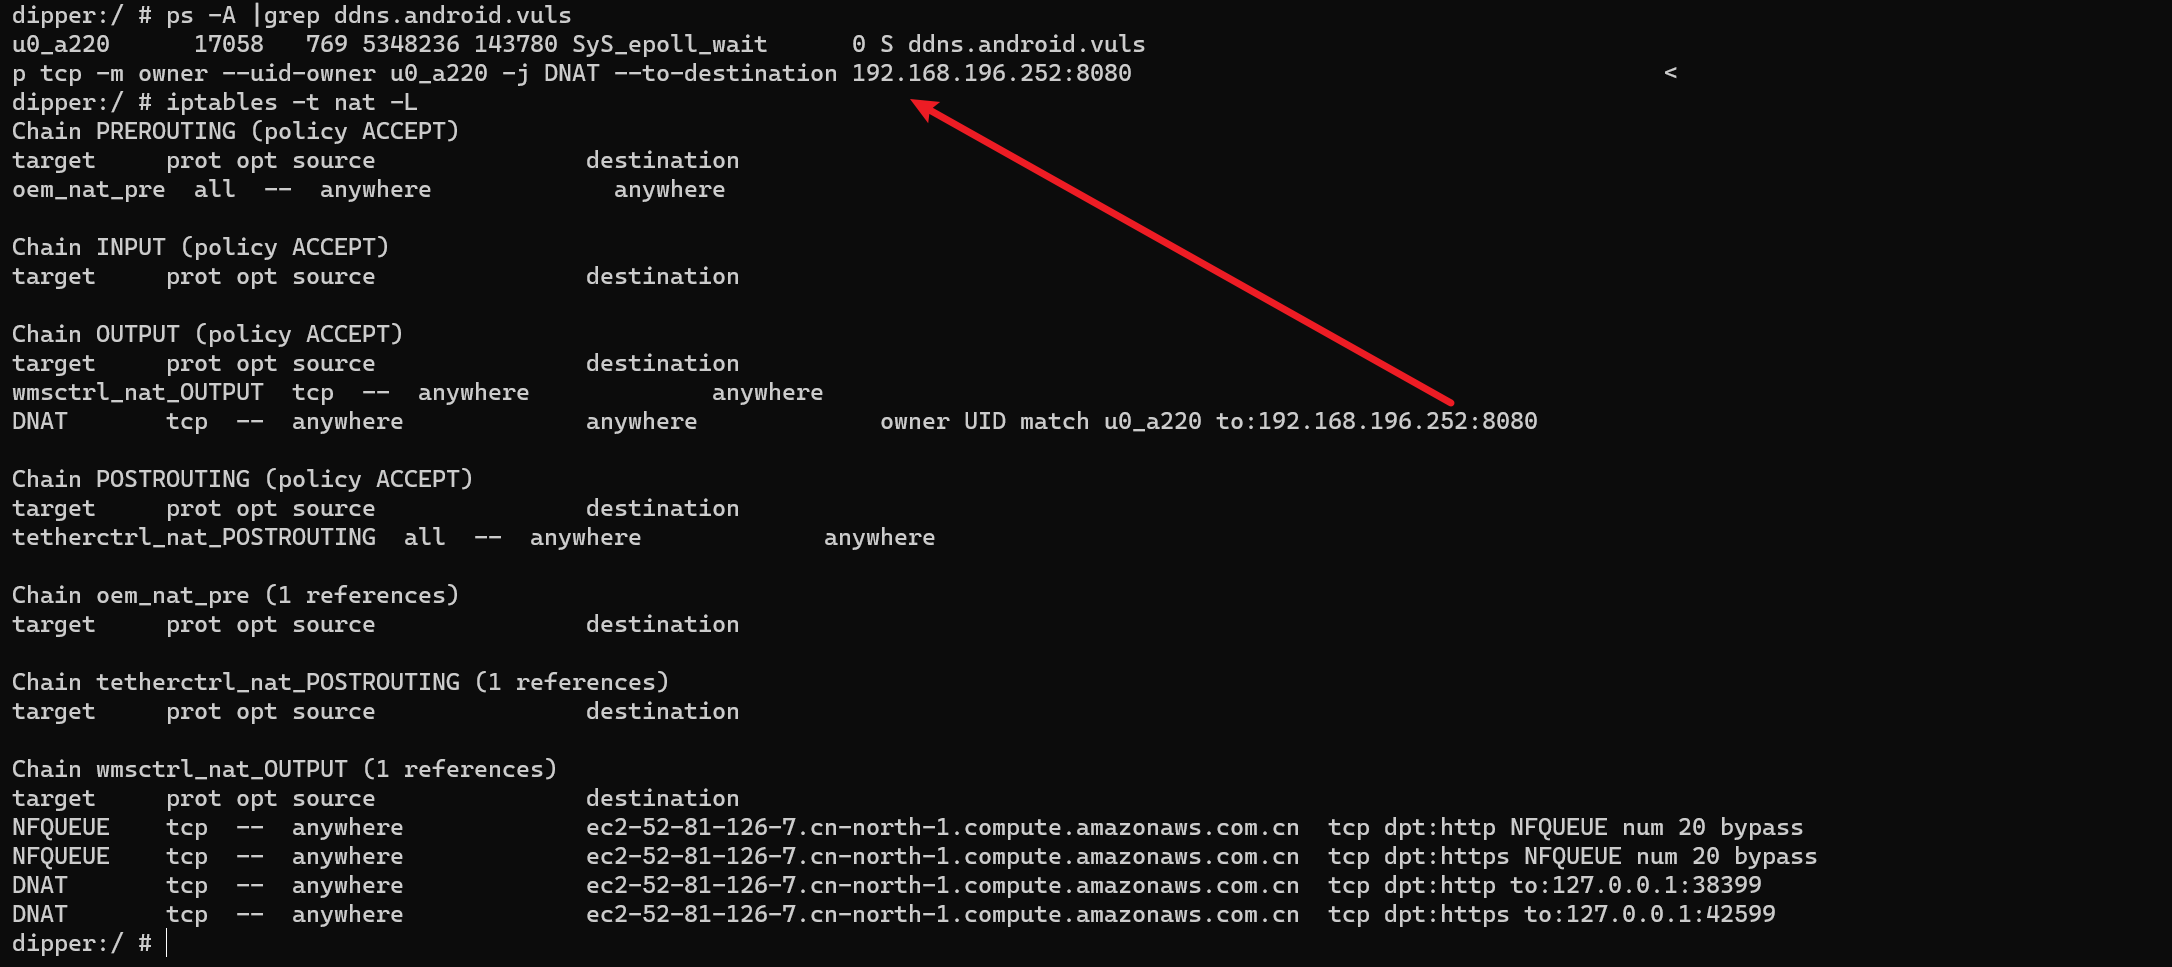 dipper:/ # ps -A |grep ddns.android.vuls
u0_a220      17058   769 5348236 143780 SyS_epoll_wait      0 S ddns.android.vuls
p tcp -m owner --uid-owner u0_a220 -j DNAT --to-destination 192.168.196.252:8080                                      <
dipper:/ # iptables -t nat -L
Chain PREROUTING (policy ACCEPT)
target     prot opt source               destination
oem_nat_pre  all  --  anywhere             anywhere

Chain INPUT (policy ACCEPT)
target     prot opt source               destination

Chain OUTPUT (policy ACCEPT)
target     prot opt source               destination
wmsctrl_nat_OUTPUT  tcp  --  anywhere             anywhere
DNAT       tcp  --  anywhere             anywhere             owner UID match u0_a220 to:192.168.196.252:8080

Chain POSTROUTING (policy ACCEPT)
target     prot opt source               destination
tetherctrl_nat_POSTROUTING  all  --  anywhere             anywhere

Chain oem_nat_pre (1 references)
target     prot opt source               destination

Chain tetherctrl_nat_POSTROUTING (1 references)
target     prot opt source               destination

Chain wmsctrl_nat_OUTPUT (1 references)
target     prot opt source               destination
NFQUEUE    tcp  --  anywhere             ec2-52-81-126-7.cn-north-1.compute.amazonaws.com.cn  tcp dpt:http NFQUEUE num 20 bypass
NFQUEUE    tcp  --  anywhere             ec2-52-81-126-7.cn-north-1.compute.amazonaws.com.cn  tcp dpt:https NFQUEUE num 20 bypass
DNAT       tcp  --  anywhere             ec2-52-81-126-7.cn-north-1.compute.amazonaws.com.cn  tcp dpt:http to:127.0.0.1:38399
DNAT       tcp  --  anywhere             ec2-52-81-126-7.cn-north-1.compute.amazonaws.com.cn  tcp dpt:https to:127.0.0.1:42599
dipper:/ #